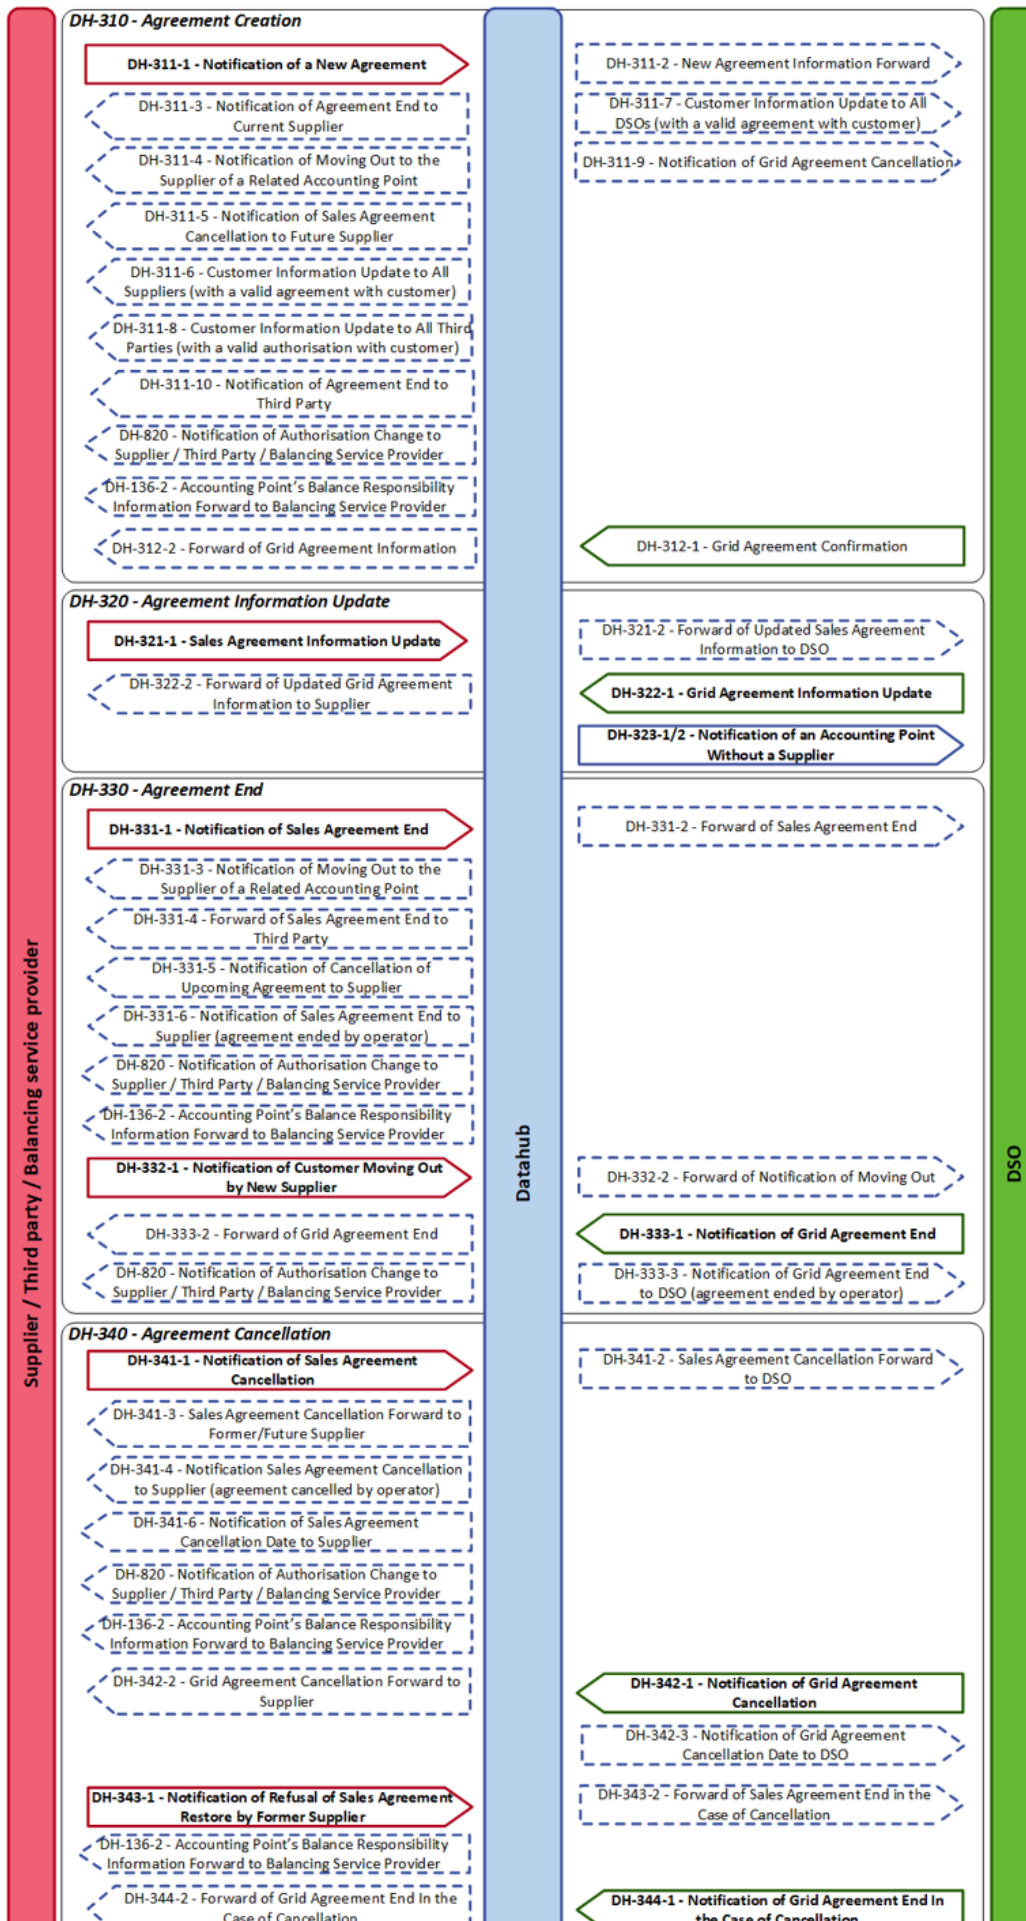 DH-310 - Agreement Creation
DH-311-1 - Notification of a New Agreement
DH-311-2 - New Agreement Information Forward
DH-311-3 - Notification of Agreement End to
Current Supplier
DH-311-7 - Customer Information Update to All
DSOs (with a valid agreement with customer)
DH-311-4 - Notification of Moving Out to the
Supplier of a Related Accounting Point
DH-311-9 - Notification of Grid Agreement Cancellation
DH-311-5 - Notification of Sales Agreement
Cancellation to Future Supplier
DH-311-6 - Customer Information Update to All
Suppliers (with a valid agreement with customer)
DH-311-8 - Customer Information Update to All Third
Parties (with a valid authorisation with customer)
DH-311-10 - Notification of Agreement End to
Third Party
DH-820 - Notification of Authorisation Change to
Supplier / Third Party / Balancing Service Provider
DH-136-2 - Accounting Point's Balance Responsibility
Information Forward to Balancing Service Provider
DH-312-2 - Forward of Grid Agreement Information
DH-312-1 - Grid Agreement Confirmation
DH-320 - Agreement Information Update
DH-321-1 - Sales Agreement Information Update
DH-321-2 - Forward of Updated Sales Agreement
Information to DSO
DH-322-2 - Forward of Updated Grid Agreement
Information to Supplier
DH-322-1 - Grid Agreement Information Update
DH-323-1/2 - Notification of an Accounting Point
Without a Supplier
DH-330 - Agreement End
DH-331-1 - Notification of Sales Agreement End
DH-331-2 - Forward of Sales Agreement End
DH-331-3 - Notification of Moving Out to the
Supplier of a Related Accounting Point
DH-331-4 - Forward of Sales Agreement End to
Third Party
DH-331-5 - Notification of Cancellation of
Upcoming Agreement to Supplier
DH-331-6 - Notification of Sales Agreement End to
Supplier (agreement ended by operator)
DH-820 - Notification of Authorisation Change to
Supplier / Third Party / Balancing Service Provider
DH-136-2 - Accounting Point's Balance Responsibility
Information Forward to Balancing Service Provider
DH-332-1 - Notification of Customer Moving Out
by New Supplier
DH-332-2 - Forward of Notification of Moving Out
DH-333-2 - Forward of Grid Agreement End
DH-333-1 - Notification of Grid Agreement End
DH-820 - Notification of Authorisation Change to
Supplier / Third Party / Balancing Service Provider
DH-333-3 - Notification of Grid Agreement End
to DSO (agreement ended by operator)
DH-340 - Agreement Cancellation
DH-341-1 - Notification of Sales Agreement
Cancellation
DH-341-2 - Sales Agreement Cancellation Forward
to DSO
DH-341-3 - Sales Agreement Cancellation Forward to
Former/Future Supplier
DH-341-4 - Notification Sales Agreement Cancellation
to Supplier (agreement cancelled by operator)
DH-341-6 - Notification of Sales Agreement
Cancellation Date to Supplier
DH-820 - Notification of Authorisation Change to
Supplier / Third Party / Balancing Service Provider
DH-136-2 - Accounting Point's Balance Responsibility
Information Forward to Balancing Service Provider
DH-342-2 - Grid Agreement Cancellation Forward to
Supplier
DH-342-1 - Notification of Grid Agreement
Cancellation
DH-342-3 - Notification of Grid Agreement
Cancellation Date to DSO
DH-343-1 - Notification of Refusal of Sales Agreement
Restore by Former Supplier
DH-343-2 - Forward of Sales Agreement End in the
Case of Cancellation
DH-136-2 - Accounting Point's Balance Responsibility
Information Forward to Balancing Service Provider
DH-344-2 - Forward of Grid Agreement End In the
Case of Cancellation
DH-344-1 - Notification of Grid Agreement End In
the Case of Cancellation
Supplier / Third party / Balancing service provider
Datahub
DSO